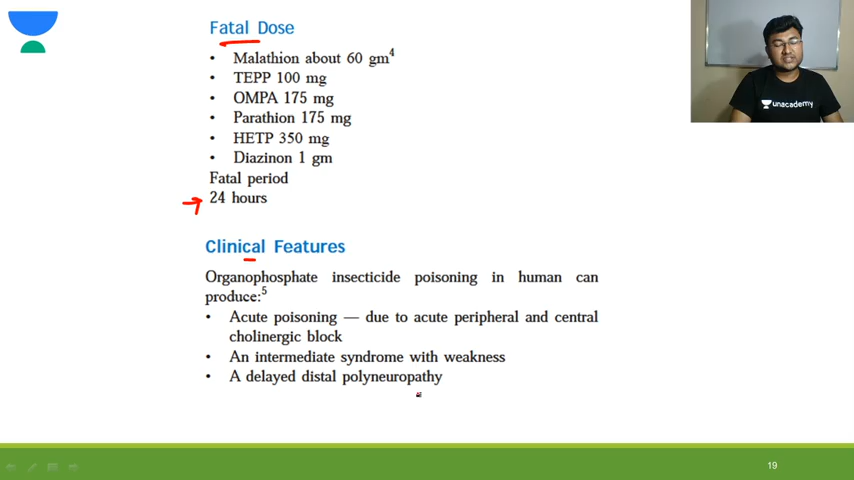 Fatal Dose
• Malathion about 60 gm4
• TEPP 100 mg
• OMPA 175 mg
• Parathion 175 mg
• HETP 350 mg
• Diazinon 1 gm
Fatal period
24 hours
Clinical Features
Organophosphate insecticide poisoning in human can
produce:5
• Acute poisoning — due to acute peripheral and central
cholinergic block
• An intermediate syndrome with weakness
• A delayed distal polyneuropathy
unacademy
19